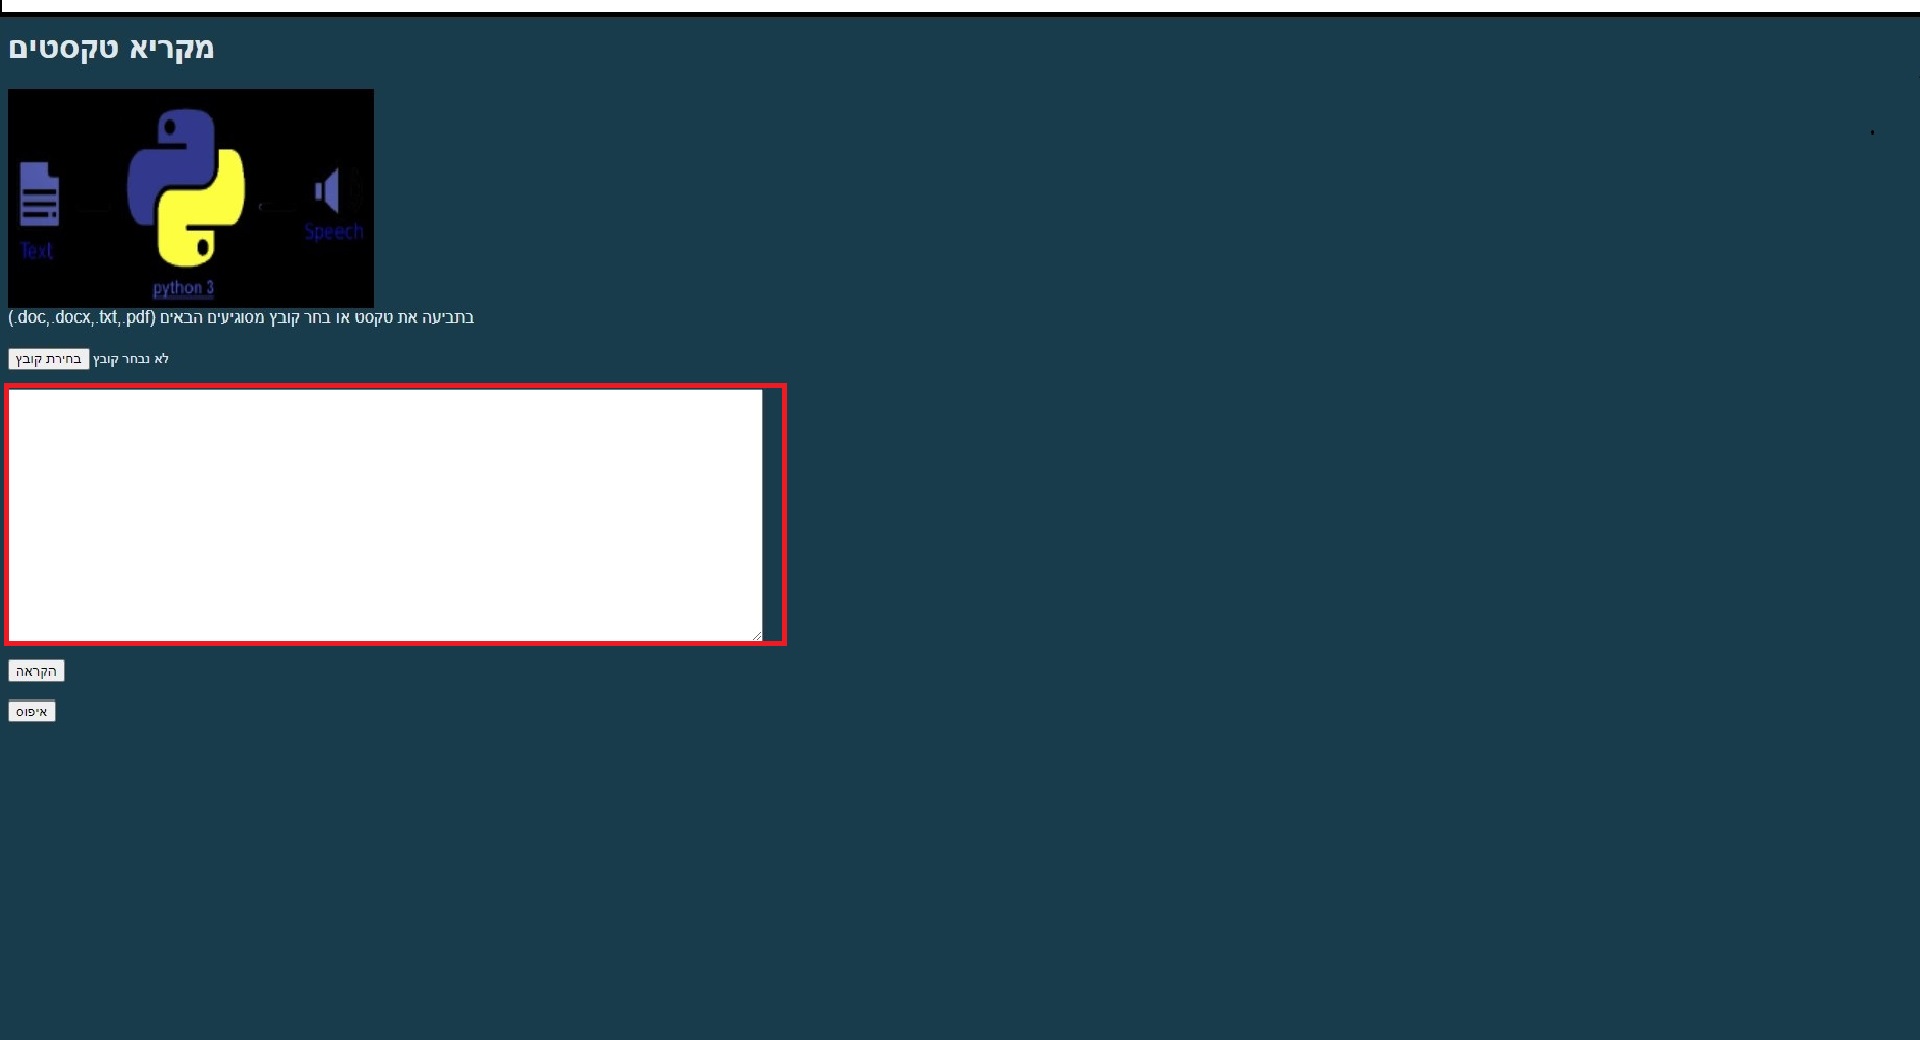 מקריא טקסטים
Text
Speech
python 3
בתביעה את טקסט או בחר קובץ מסוגיעים הבאים (.doc,.docx,.txt,.pdf)
בחירת קובץ לא נבחר קובץ
הקראה
איפוס